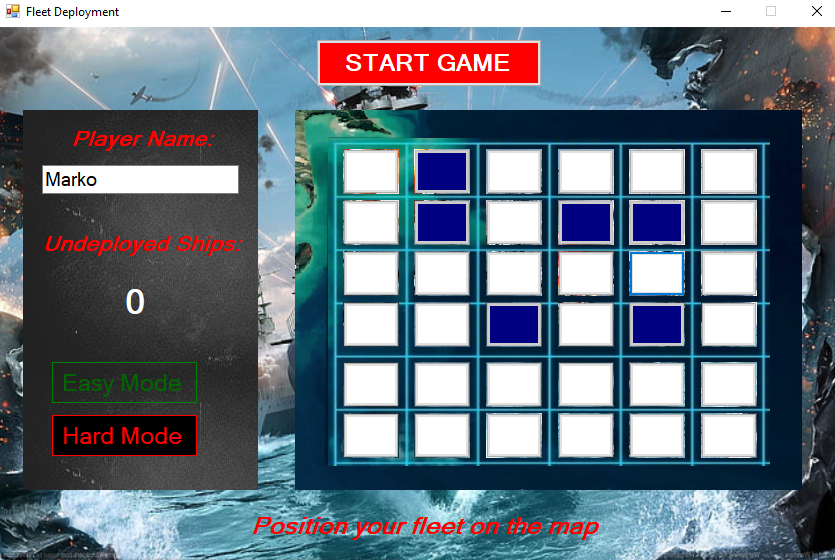 Fleet Deployment
START GAME
Player Name:
Marko
Undeployed Ships:
0
Easy Mode
Hard Mode
Position your fleet on the map